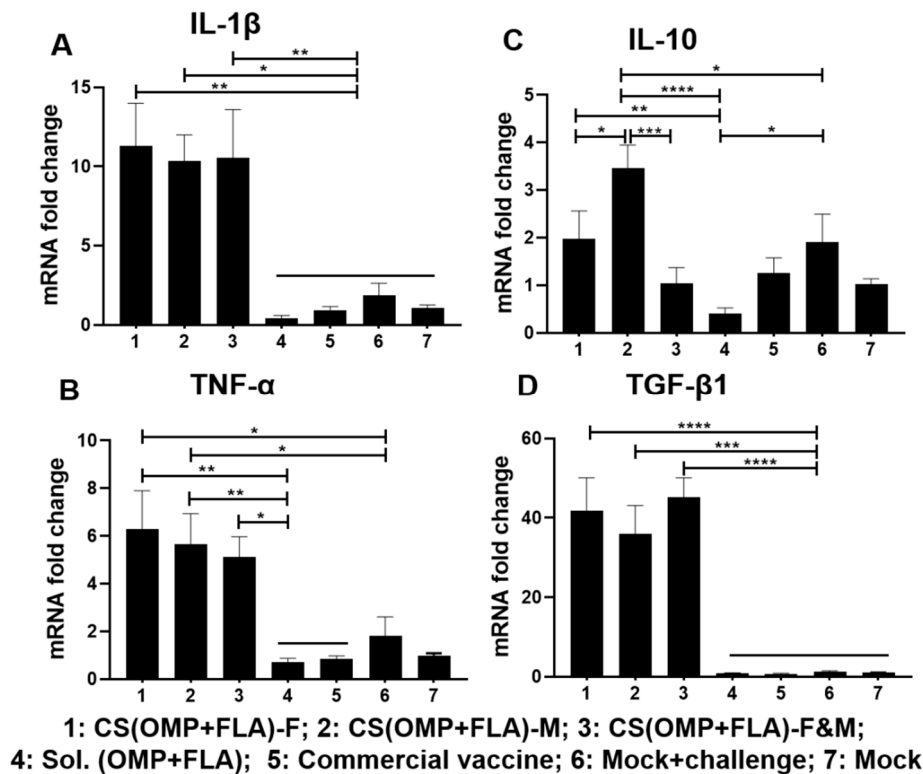 A
IL-1β
**
*
**
mRNA fold change
15
10
5
0
1 2 3 4 5 6 7
C
IL-10
*
****
**
* *** *
mRNA fold change
5
4
3
2
1
0
1 2 3 4 5 6 7
B
TNF-α
*
*
**
**
*
mRNA fold change
10
8
6
4
2
0
1 2 3 4 5 6 7
D
TGF-β1
****
***
****
mRNA fold change
60
40
20
0
1 2 3 4 5 6 7
1: CS(OMP+FLA)-F; 2: CS(OMP+FLA)-M; 3: CS(OMP+FLA)-F&M;
4: Sol. (OMP+FLA); 5: Commercial vaccine; 6: Mock+challenge; 7: Mock